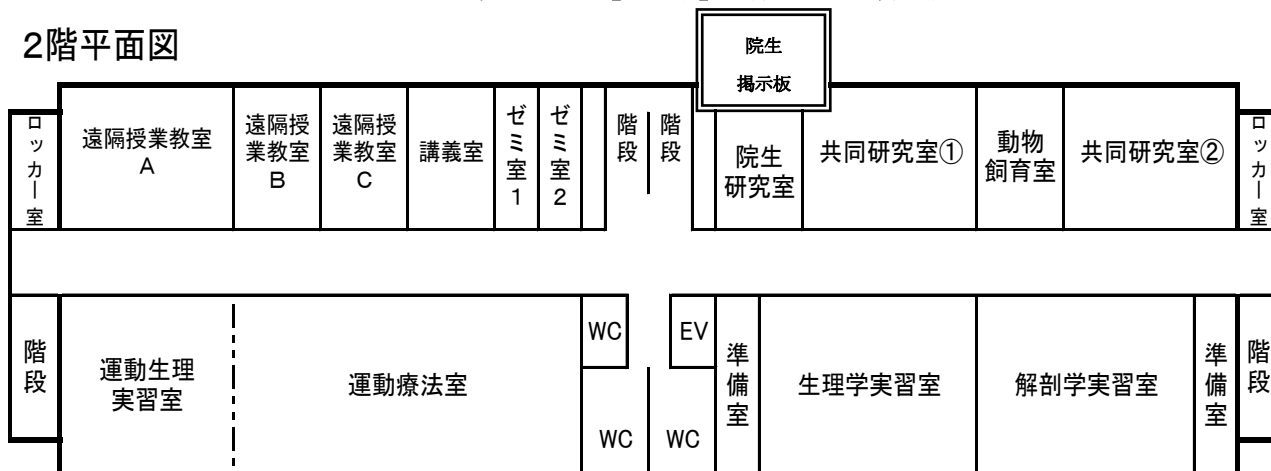 2階平面図
院生
掲示板
ロッカー室
遠隔授業教室
A
遠隔授
業教室
B
遠隔授
業教室
C
講義室
ゼミ室1
ゼミ室2
階段
階段
院生
研究室
共同研究室①
動物
飼育室
共同研究室②
ロッカー室
階段
運動生理
実習室
運動療法室
WC
EV
WC
WC
準備室
生理学実習室
解剖学実習室
準備室
階段